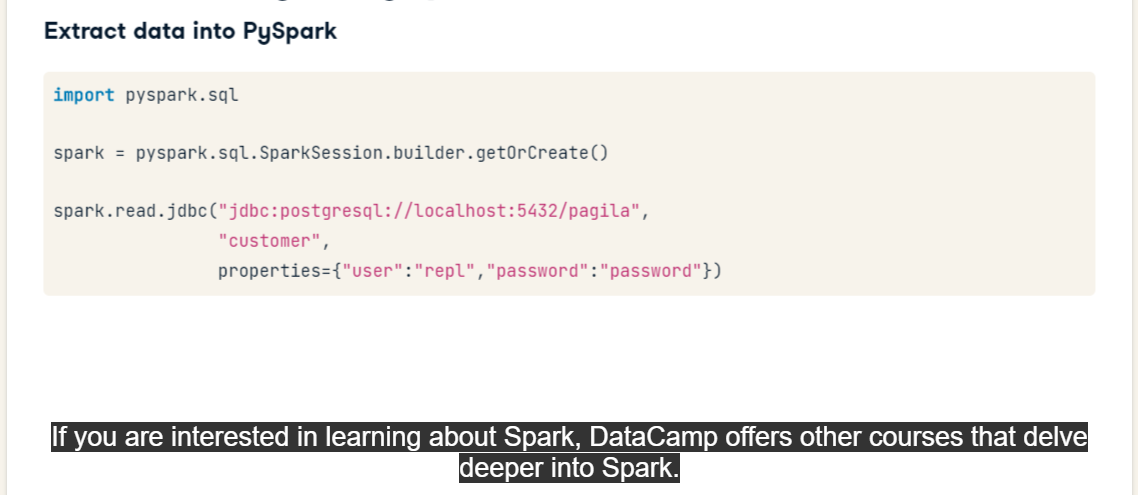 Extract data into PySpark
import pyspark.sql
spark = pyspark.sql.SparkSession.builder.getOrCreate()
spark.read.jdbc("jdbc:postgresql://localhost:5432/pagila",
"customer",
properties={"user":"repl","password":"password"})
If you are interested in learning about Spark, DataCamp offers other courses that delve
deeper into Spark.